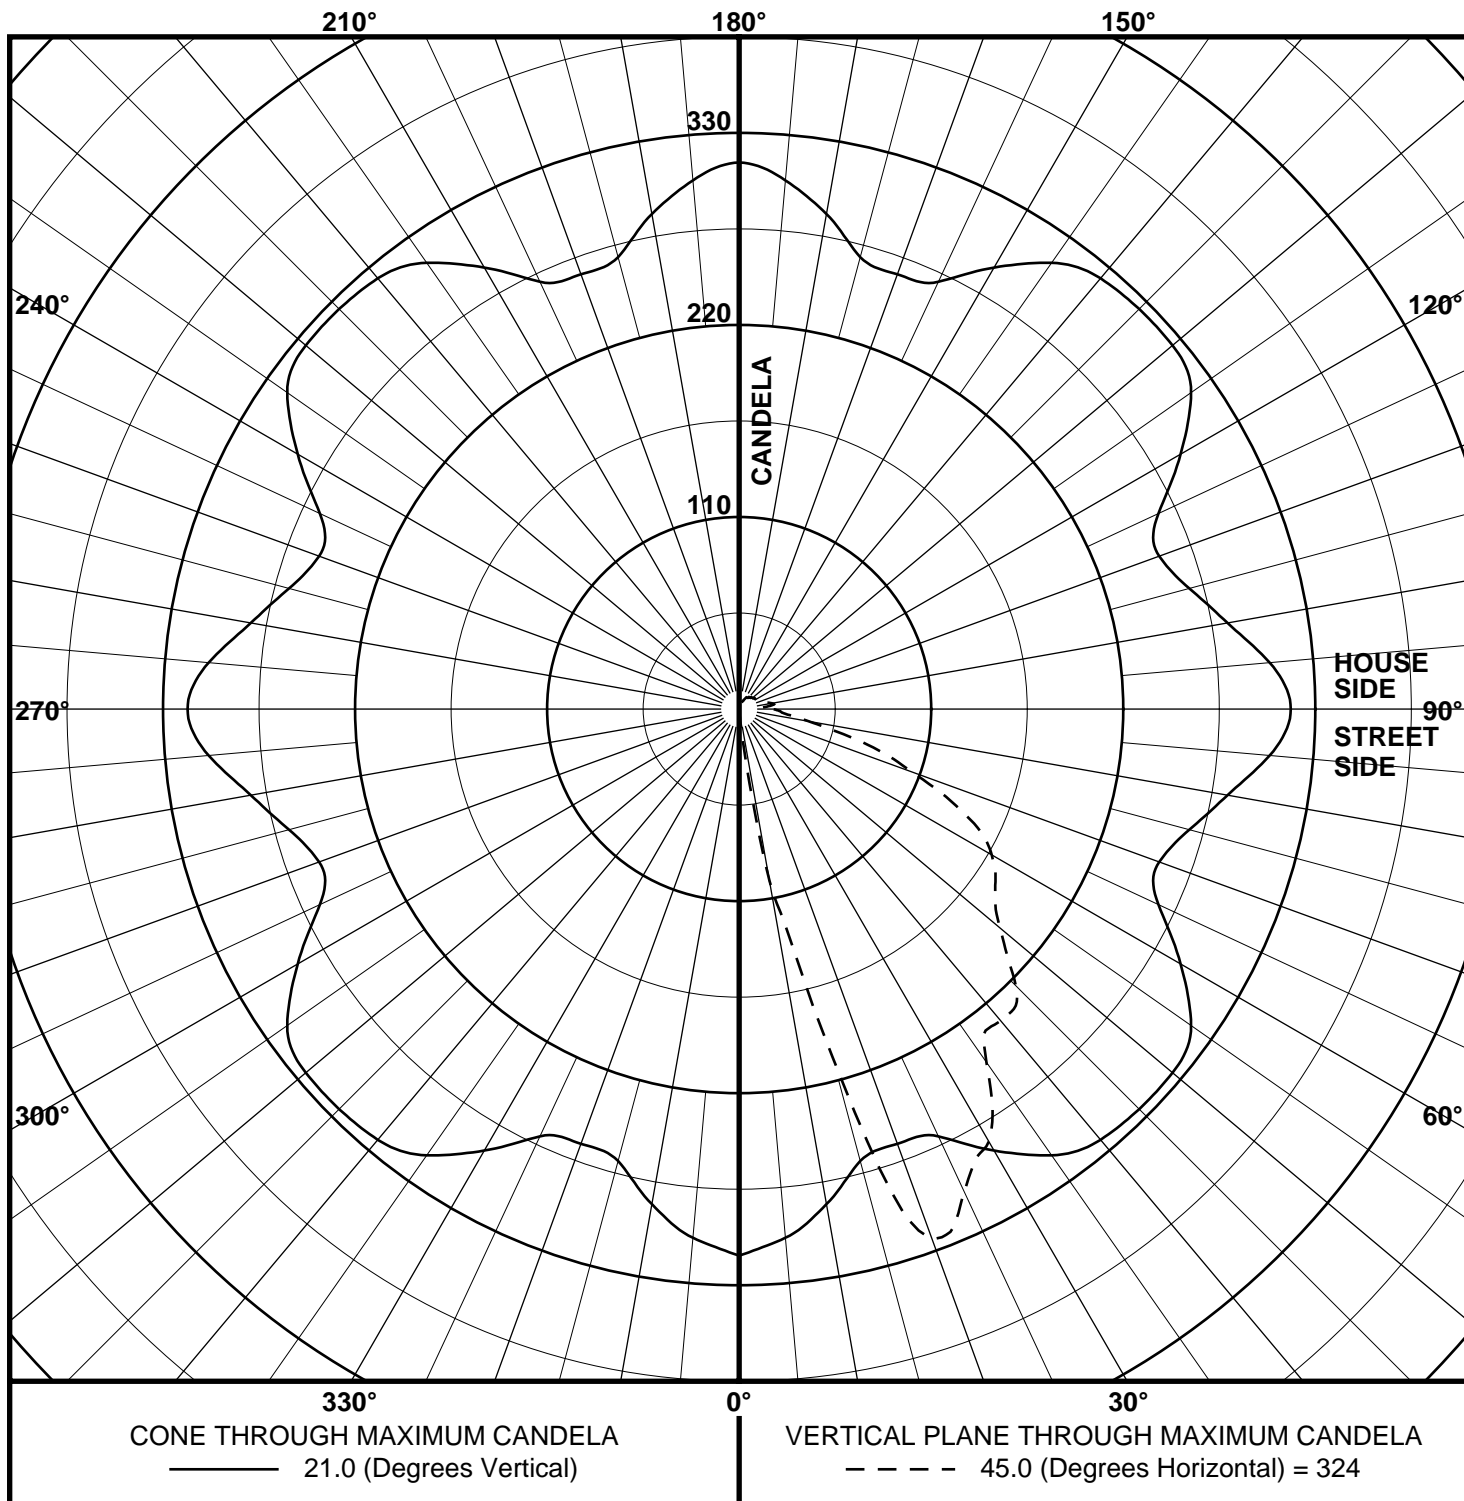 210°
180°
150°
330
240°
120°
220
CANDELA
110
HOUSE
SIDE
270°
90°
STREET
SIDE
300°
60°
330°
0°
30°
CONE THROUGH MAXIMUM CANDELA
21.0 (Degrees Vertical)
VERTICAL PLANE THROUGH MAXIMUM CANDELA
45.0 (Degrees Horizontal) = 324